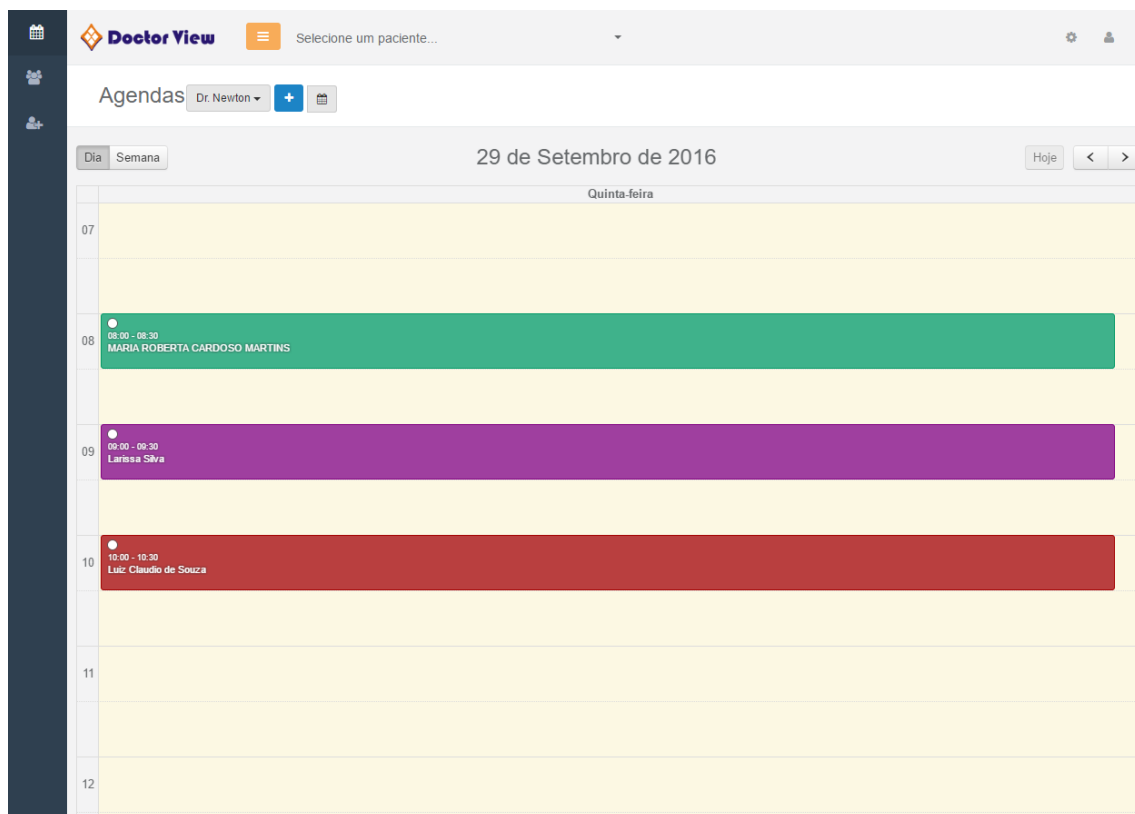 Doctor View
Selecione um paciente...
Agendas Dr. Newton
Dia Semana
29 de Setembro de 2016
Hoje
Quinta-feira
07
08
08:00 - 08:30
MARIA ROBERTA CARDOSO MARTINS
09
09:00 - 09:30
Larissa Silva
10
10:00 - 10:30
Luiz Claudio de Souza
11
12